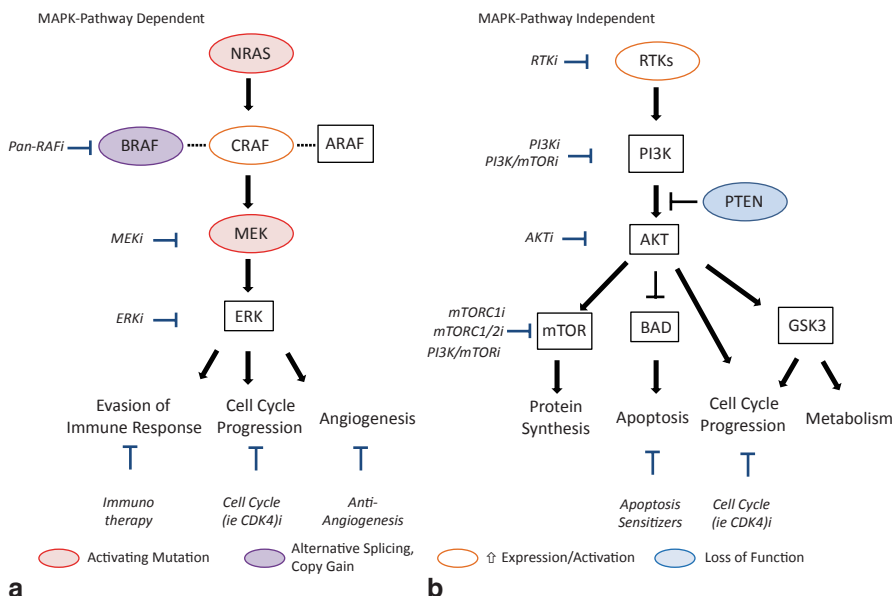 MAPK-Pathway Dependent
NRAS
Pan-RAFi
BRAF
CRAF
ARAF
MEKi
MEK
ERKi
ERK
Evasion of
Immune Response
Cell Cycle
Progression
Angiogenesis
Immuno
therapy
Cell Cycle
(ie CDK4)i
Anti-
Angiogenesis
MAPK-Pathway Independent
RTKi
RTKs
PI3Ki
PI3K/mTORi
PI3K
PTEN
AKTi
AKT
mTORC1i
mTORC1/2i
PI3K/mTORi
mTOR
BAD
GSK3
Protein
Synthesis
Apoptosis
Cell Cycle
Progression
Metabolism
Apoptosis
Sensitizers
Cell Cycle
(ie CDK4)i
Activating Mutation
Alternative Splicing,
Copy Gain
⇧ Expression/Activation
Loss of Function
a
b